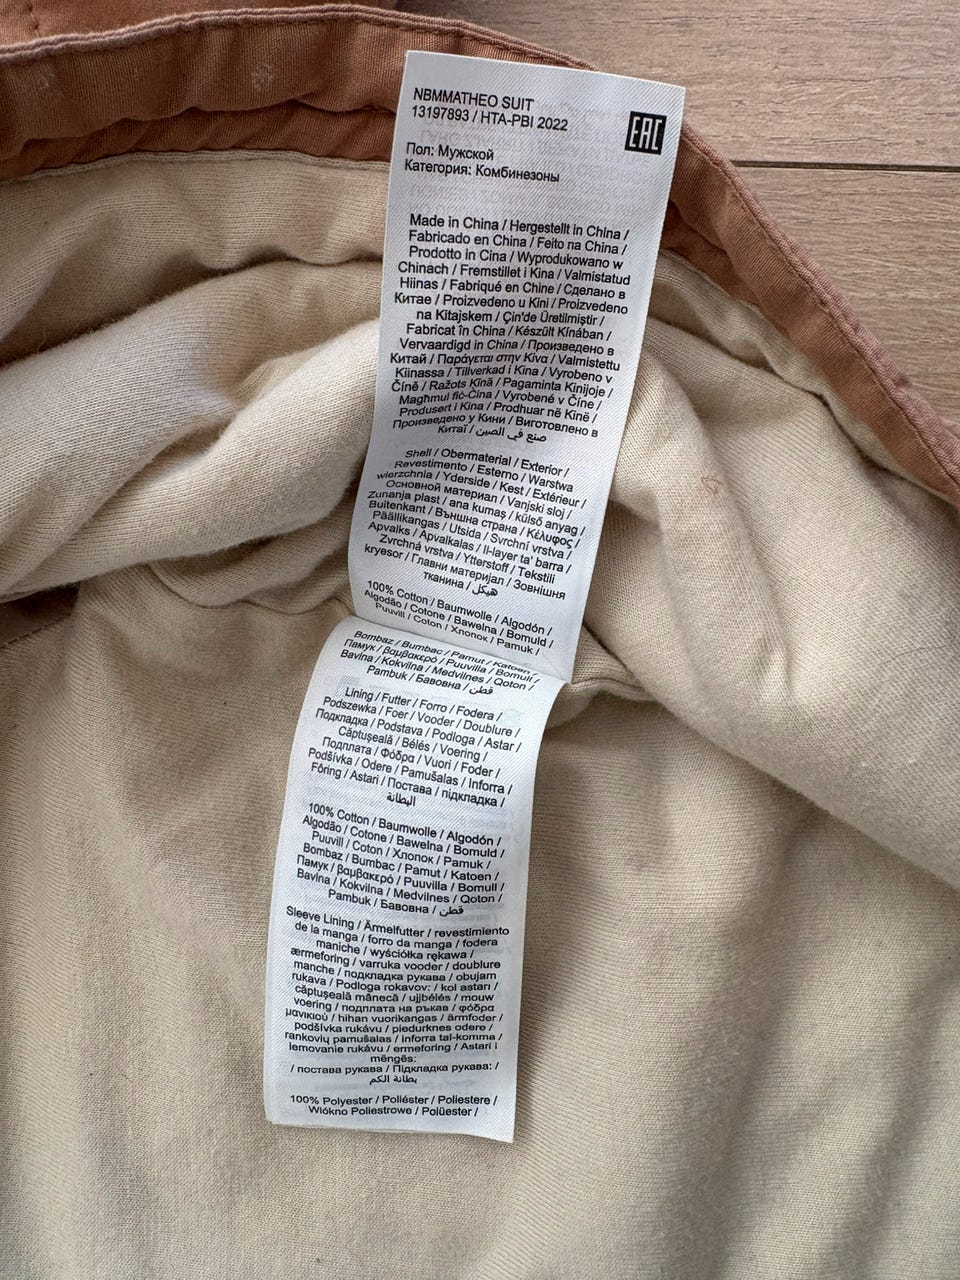 NBMMATHEO SUIT
13197893 / HTA-PBI 2022
EAC
Пол: Мужской
Категория: Комбинезоны
Made in China / Hergestellt in China /
Fabricado en China / Feito na China /
Prodotto in Cina / Wyprodukowano w
Chinach / Fremstillet i Kina / Valmistatud
Hiinas / Fabriqué en Chine / Сделано в
Китае / Proizvedeno u Kini / Proizvedeno
na Kitajskem / Çin'de Üretilmiştir /
Fabricat în China / Készült Kínában /
Vervaardigd in China / Произведено в
Китай / Παράγεται στην Κίνα / Valmistettu
Kiinassa / Tillverkad i Kina / Vyrobeno v
Číně / Ražots Ķīnā / Pagaminta Kinijoje /
Magħmul fiċ-Ċina / Vyrobené v Číne /
Produsert i Kina / Prodhuar në Kinë /
Произведено у Кини / Виготовлено в
Китаї / صنع في الصين
Shell / Obermaterial / Exterior /
Revestimento / Esterno / Warstwa
wierzchnia / Yderside / Kest / Extérieur /
Основной материал / Vanjski sloj /
Zunanja plast / ana kumaş / külső anyag /
Buitenkant / Външна страна / Κέλυφος /
Päällikangas / Utsida / Svrchní vrstva /
Apvalks / Apvalkalas / Il-layer ta' barra /
Zvrchná vrstva / Ytterstoff / Tekstili
kryesor / Главни материјал / Зовнішня
тканина / هيكل
100% Cotton / Baumwolle / Algodón /
Algodão / Cotone / Bawełna / Bomuld /
Puuvill / Coton / Хлопок / Pamuk /
Bombaz / Bumbac / Pamut / Katoen /
Памук / βαμβακερό / Puuvilla / Bomull /
Bavlna / Kokvilna / Medvilnės / Qoton /
Pambuk / Бавовна / قطن
Lining / Futter / Forro / Fodera /
Podszewka / Foer / Vooder / Doublure /
Подкладка / Podstava / Podloga / Astar /
Căptușeală / Bélés / Voering /
Подплата / Φόδρα / Vuori / Foder /
Podšívka / Odere / Pamušalas / Inforra /
Fôring / Astari / Постава / підкладка /
البطانة
100% Cotton / Baumwolle / Algodón /
Algodão / Cotone / Bawełna / Bomuld /
Puuvill / Coton / Хлопок / Pamuk /
Bombaz / Bumbac / Pamut / Katoen /
Памук / βαμβακερό / Puuvilla / Bomull /
Bavlna / Kokvilna / Medvilnės / Qoton /
Pambuk / Бавовна / قطن
Sleeve Lining / Ärmelfutter / revestimiento
de la manga / forro da manga / fodera
maniche / wyściółka rękawa /
ærmeforing / varruka vooder / doublure
manche / подкладка рукава / obujam
rukava / Podloga rokavov: / kol astarı /
căptușeală mânecă / ujjbélés / mouw
voering / подплата на ръкав / φόδρα
μανικιού / hihan vuorikangas / ärmfoder /
podšívka rukávu / piedurknes odere /
rankovių pamušalas / inforra tal-komma /
lemovanie rukávu / ermeforing / Astari i
mëngës:
/ постава рукава / Підкладка рукава: /
بطانة الكم
100% Polyester / Poliéster / Poliestere /
Włókno Poliestrowe / Polüester /